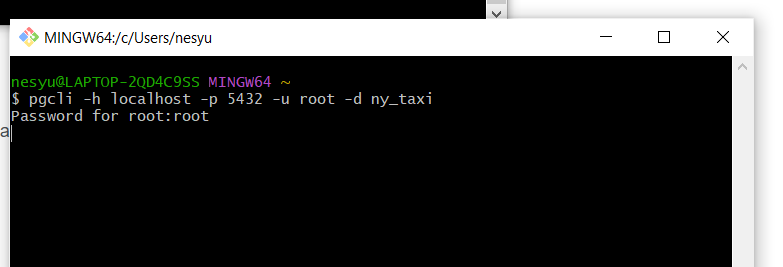 MINGW64:/c/Users/nesyu
nesyu@LAPTOP-2QD4C9SS MINGW64 ~
$ pgcli -h localhost -p 5432 -u root -d ny_taxi
Password for root:root
a